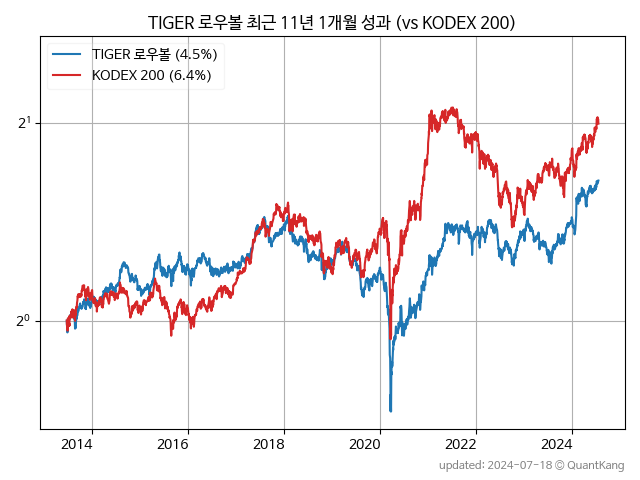 TIGER 로우볼 최근 11년 1개월 성과 (vs KODEX 200)
TIGER 로우볼 (4.5%)
KODEX 200 (6.4%)
2¹
2⁰
2014 2016 2018 2020 2022 2024
updated: 2024-07-18 © QuantKang